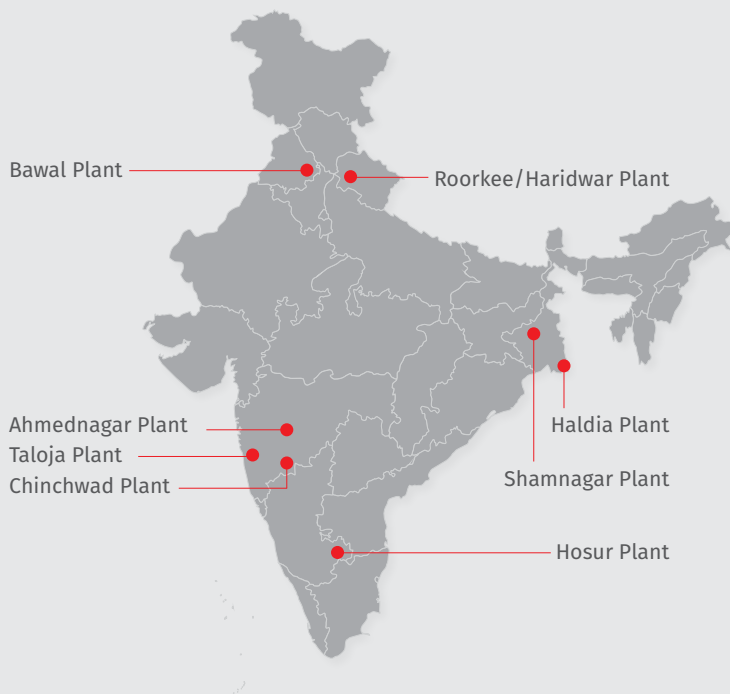 Bawal Plant
Roorkee/Haridwar Plant
Ahmednagar Plant
Taloja Plant
Chinchwad Plant
Haldia Plant
Shamnagar Plant
Hosur Plant